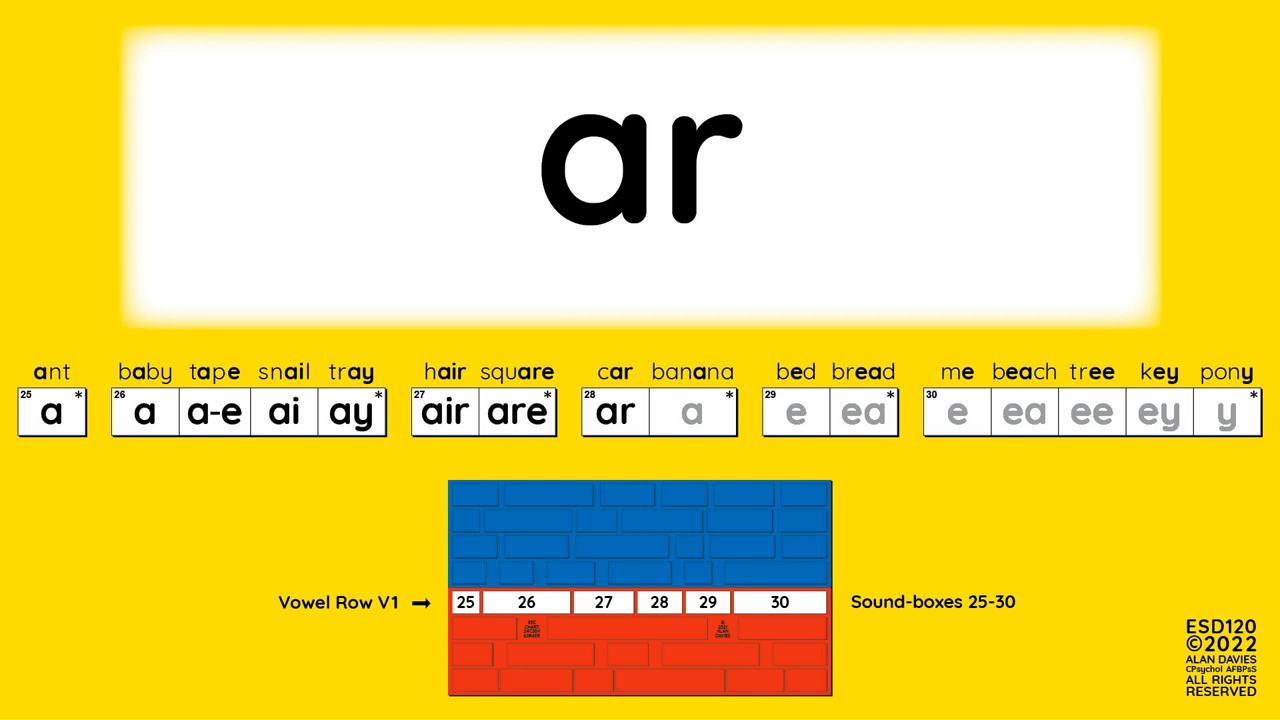 ar
ant baby tape snail tray hair square car banana bed bread me beach tree key pony
25 a * 26 a a-e ai ay * 27 air are * 28 ar a * 29 e ea * 30 e ea ee ey y *
Vowel Row V1 → 25 26 27 28 29 30 Sound-boxes 25-30
ESD120
©2022
ALAN DAVIES
CPsychol AFBPsS
ALL RIGHTS
RESERVED